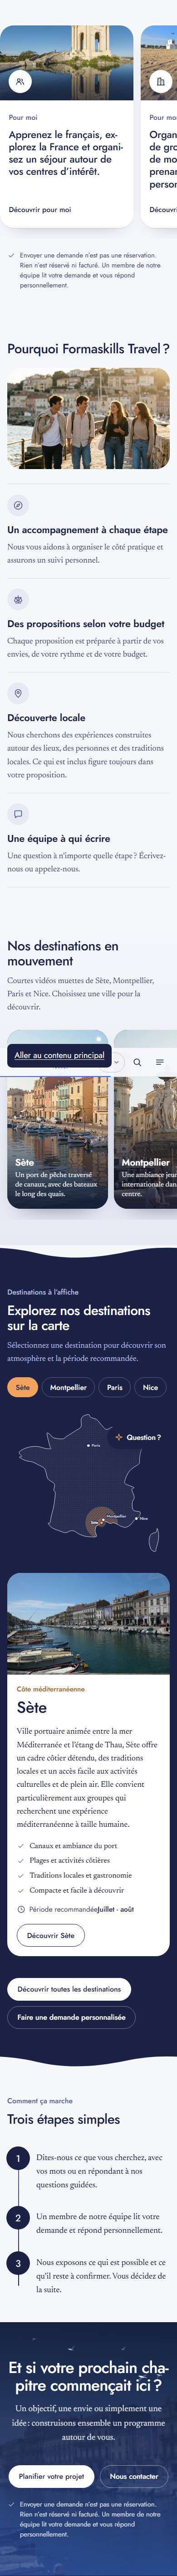 Pour moi
Pour mo
Apprenez le français, ex-
plorez la France et organi-
sez un séjour autour de
vos centres d’intérêt.
Organ
de gro
de mo
prenar
person
Découvrir pour moi
Découvri
Envoyer une demande n’est pas une réservation.
Rien n’est réservé ni facturé. Un membre de notre
équipe lit votre demande et vous répond
personnellement.
Pourquoi Formaskills Travel ?
Un accompagnement à chaque étape
Nous vous aidons à organiser le côté pratique et
assurons un suivi personnel.
Des propositions selon votre budget
Chaque proposition est préparée à partir de vos
envies, de votre rythme et de votre budget.
Découverte locale
Nous cherchons des expériences construites
autour des lieux, des personnes et des traditions
locales. Ce qui est inclus figure toujours dans
votre proposition.
Une équipe à qui écrire
Une question à n’importe quelle étape ? Écrivez-
nous ou appelez-nous.
Nos destinations en
mouvement
Courtes vidéos muettes de Sète, Montpellier,
Paris et Nice. Choisissez une ville pour la
découvrir.
Aller au contenu principal
Sète
Un port de pêche traversé
de canaux, avec des bateaux
le long des quais.
Montpellier
Une ambiance jeun
internationale dan
centre.
Destinations à l’affiche
Explorez nos destinations
sur la carte
Sélectionnez une destination pour découvrir son
atmosphère et la période recommandée.
Sète
Montpellier
Paris
Nice
Question ?
Paris
Montpellier
Sète
Nice
Côte méditerranéenne
Sète
Ville portuaire animée entre la mer
Méditerranée et l’étang de Thau, Sète offre
un cadre côtier détendu, des traditions
locales et un accès facile aux activités
culturelles et de plein air. Elle convient
particulièrement aux groupes qui
recherchent une expérience
méditerranéenne à taille humaine.
Canaux et ambiance du port
Plages et activités côtières
Traditions locales et gastronomie
Compacte et facile à découvrir
Période recommandéeJuillet - août
Découvrir Sète
Découvrir toutes les destinations
Faire une demande personnalisée
Comment ça marche
Trois étapes simples
1
Dites-nous ce que vous cherchez, avec
vos mots ou en répondant à nos
questions guidées.
2
Un membre de notre équipe lit votre
demande et répond personnellement.
3
Nous exposons ce qui est possible et ce
qu’il reste à confirmer. Vous décidez de
la suite.
Et si votre prochain cha-
pitre commençait ici ?
Un objectif, une envie ou simplement une
idée : construisons ensemble un programme
autour de vous.
Planifier votre projet
Nous contacter
Envoyer une demande n’est pas une réservation.
Rien n’est réservé ni facturé. Un membre de notre
équipe lit votre demande et vous répond
personnellement.